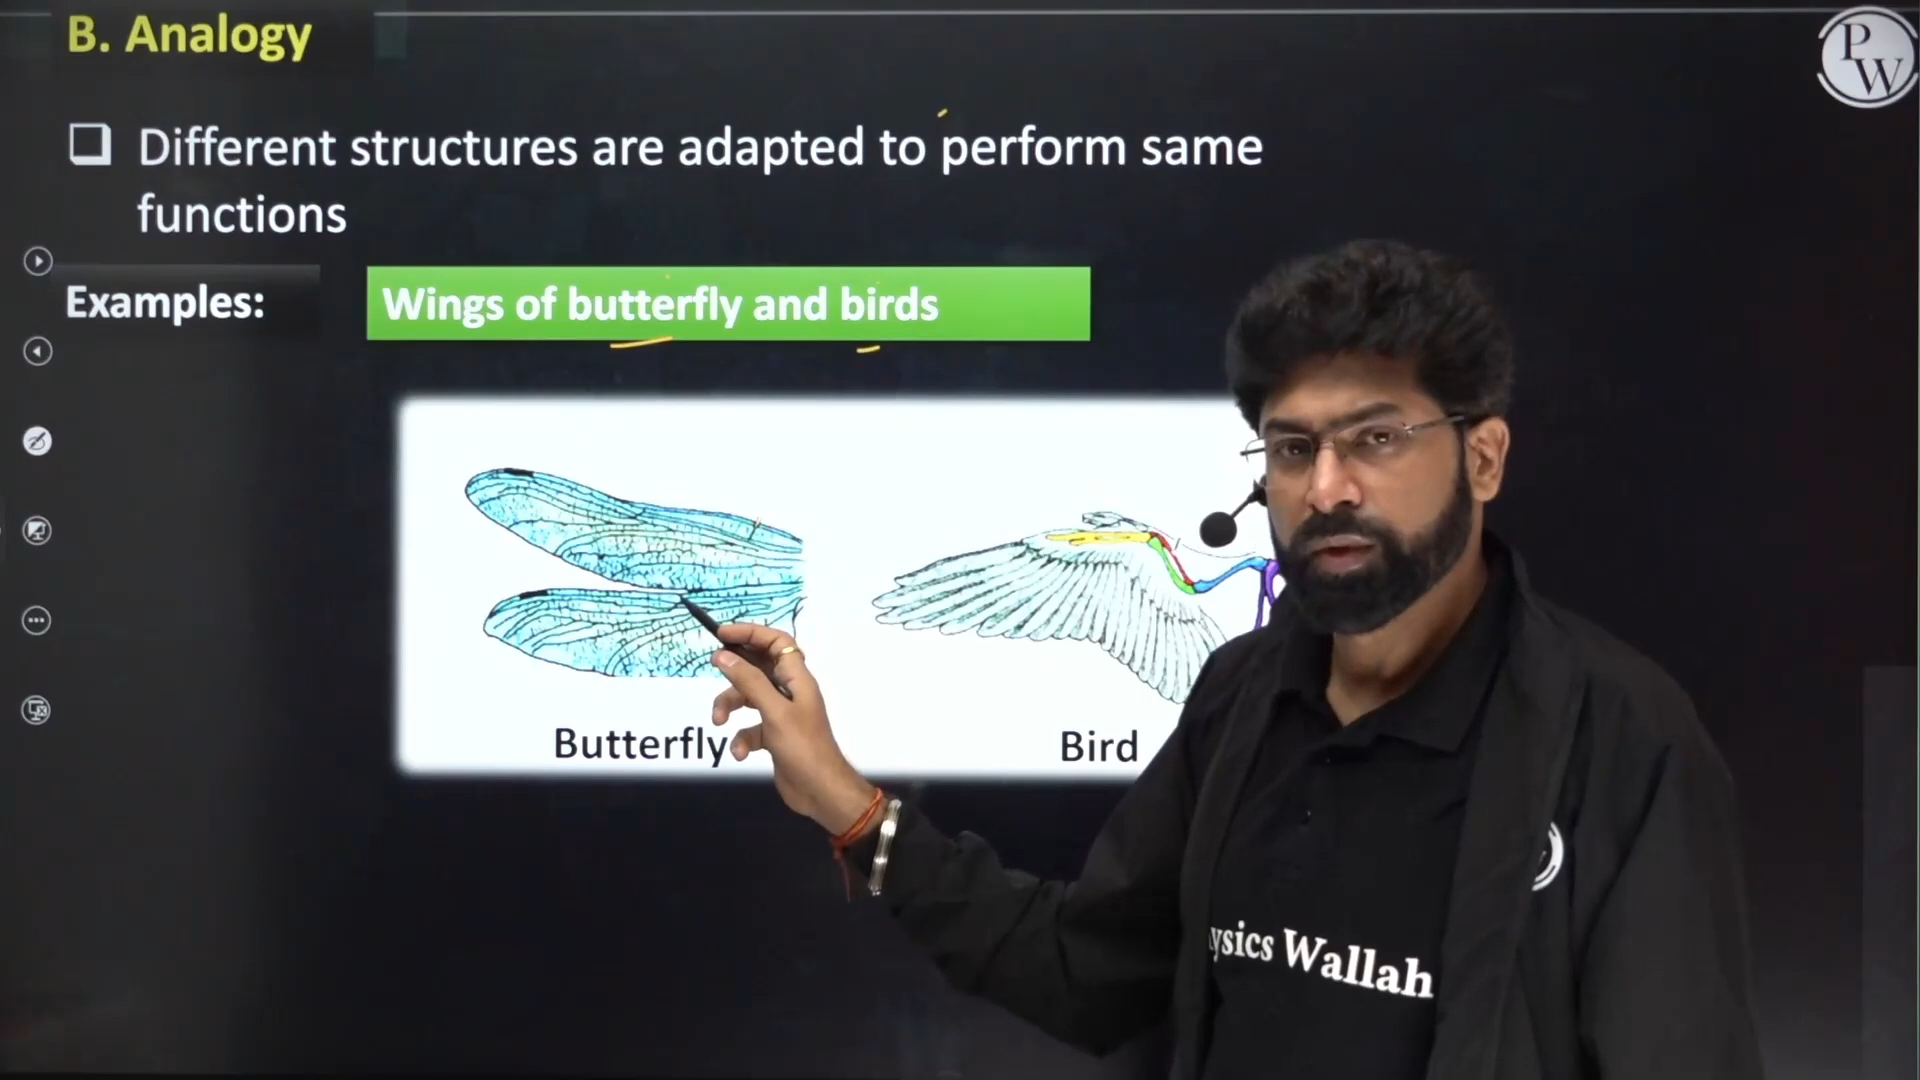 B. Analogy
PW
Different structures are adapted to perform same
functions
Examples:
Wings of butterfly and birds
Butterfly
Bird
ysics Wallah